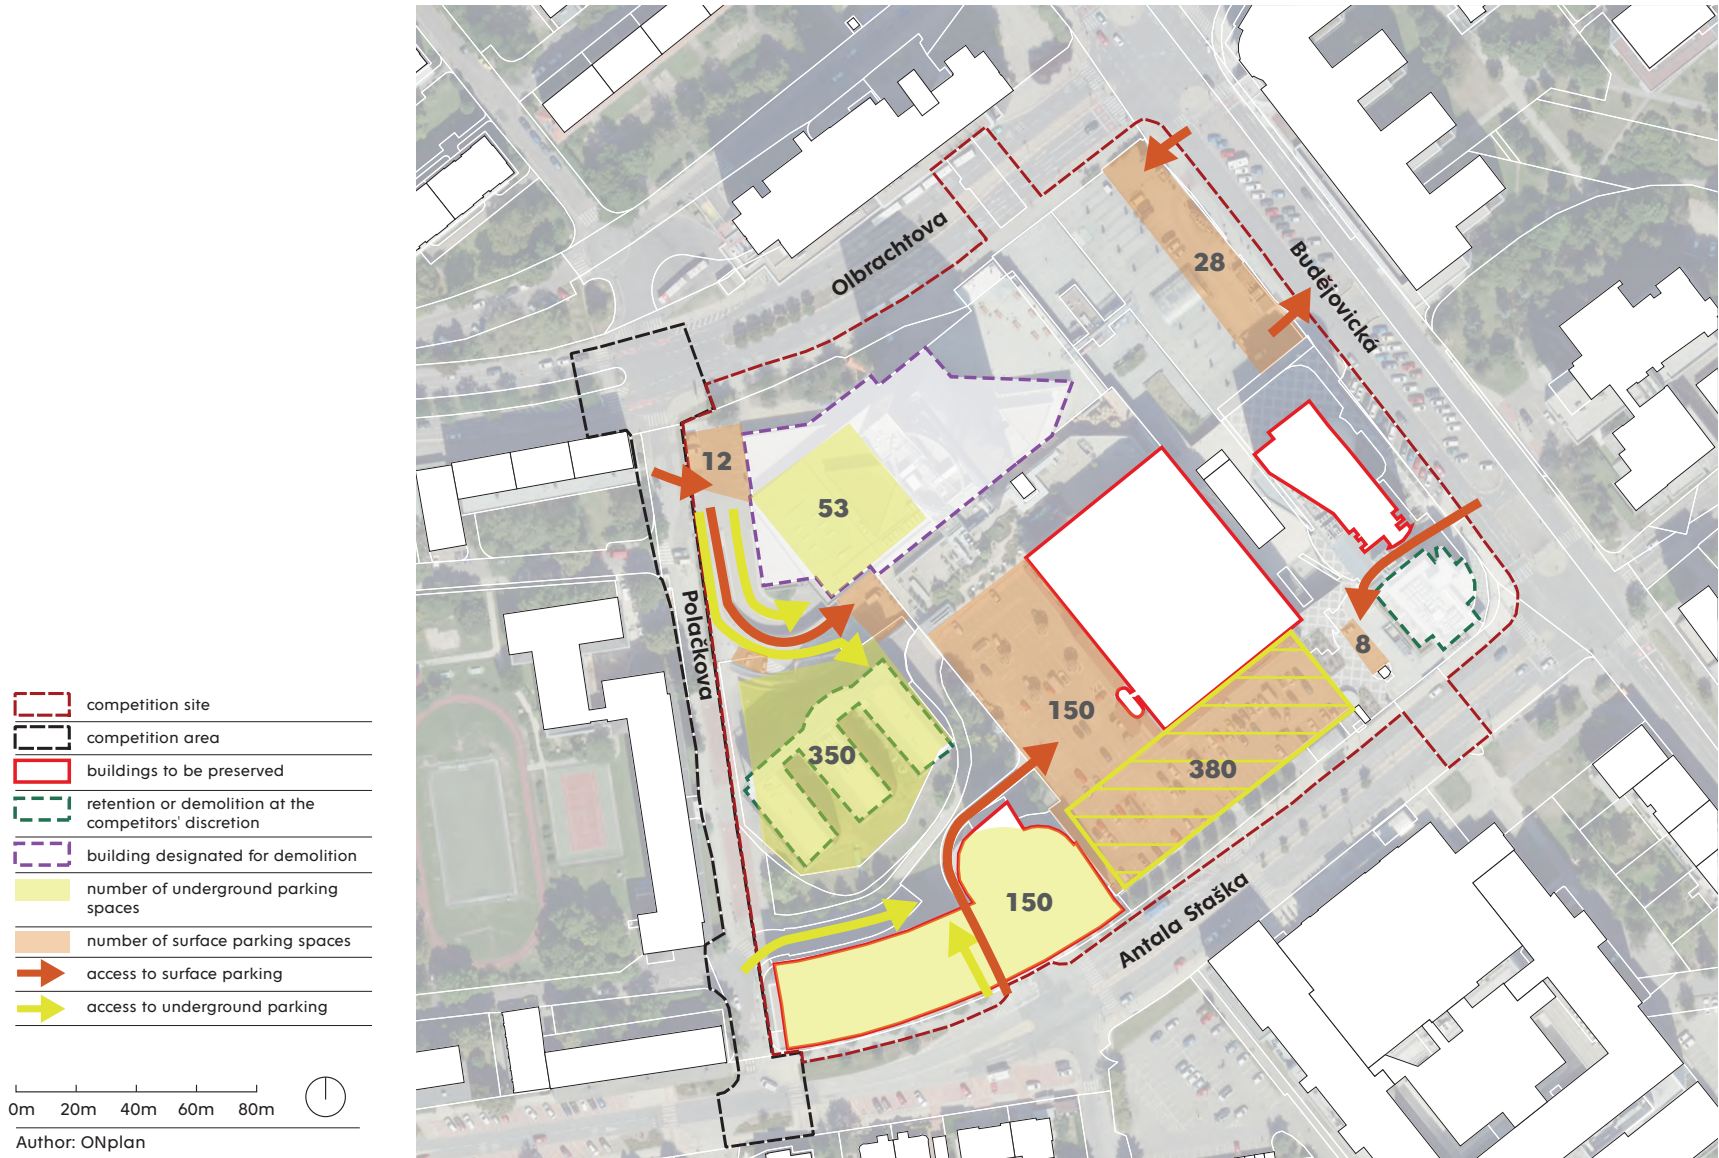 Olbrachtova
28
Budějovická
12
53
Polačkova
8
150
350
380
150
Antala Staška
competition site
competition area
buildings to be preserved
retention or demolition at the
competitors' discretion
building designated for demolition
number of underground parking
spaces
number of surface parking spaces
access to surface parking
access to underground parking
0m 20m 40m 60m 80m
Author: ONplan